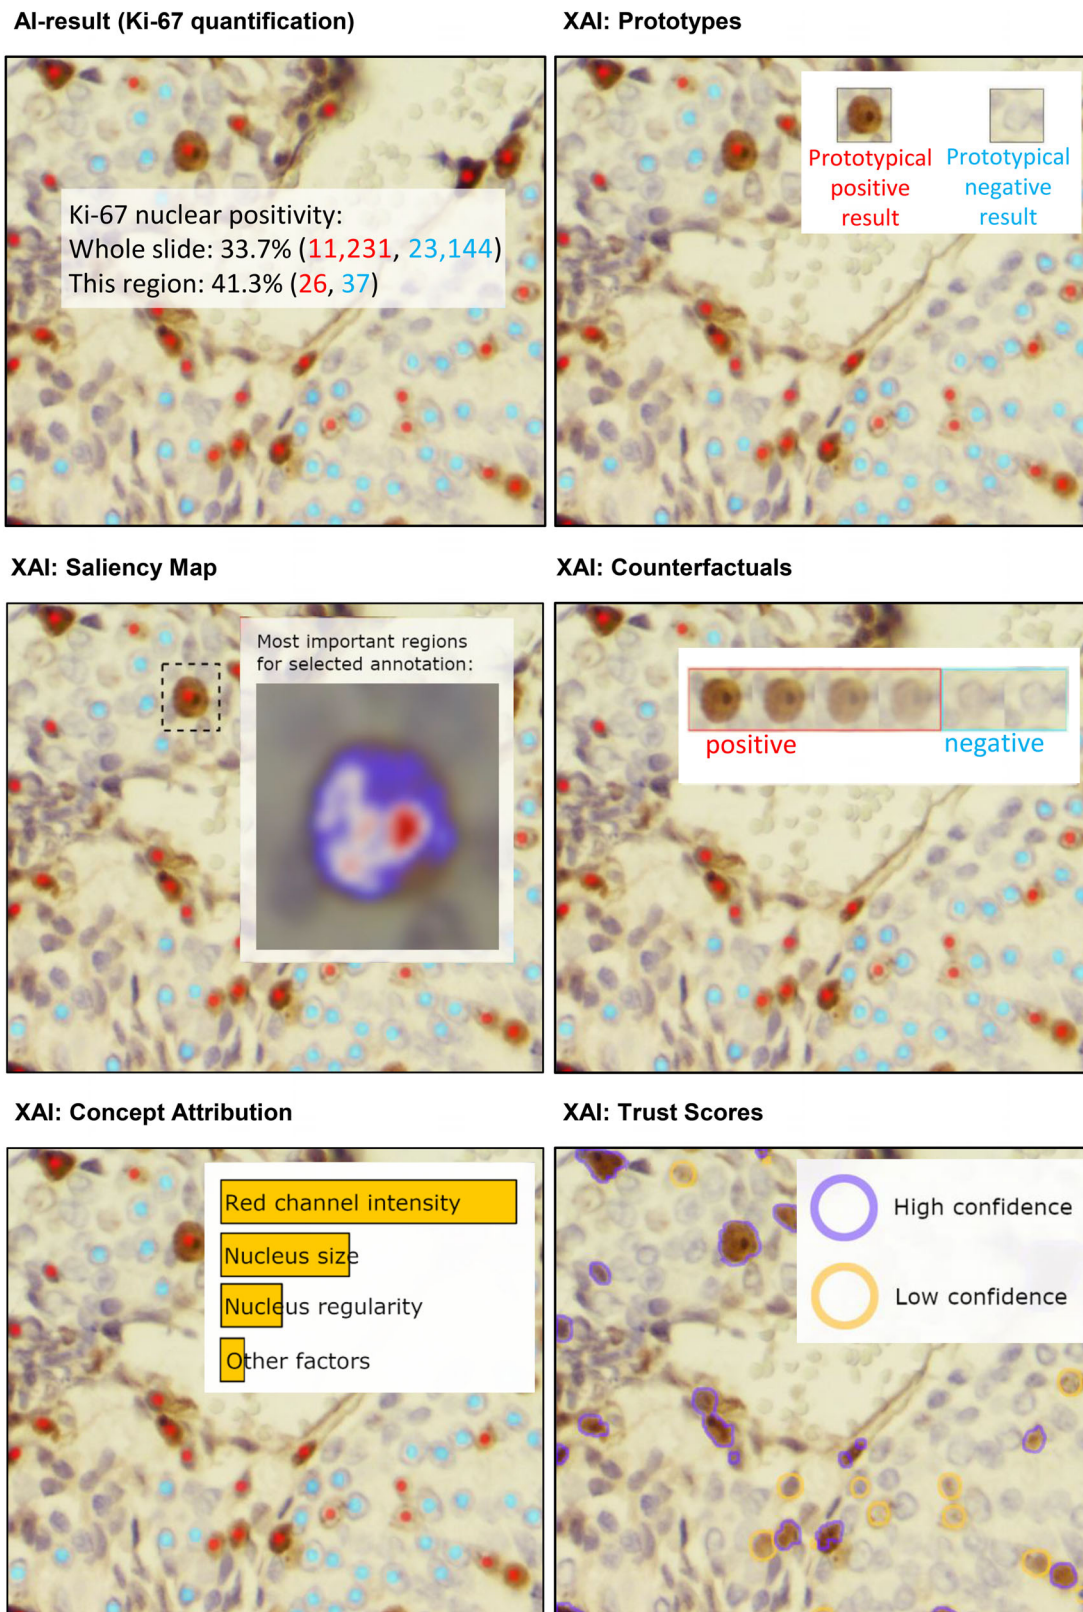 AI-result (Ki-67 quantification)
Ki-67 nuclear positivity:
Whole slide: 33.7% (11,231, 23,144)
This region: 41.3% (26, 37)
XAI: Prototypes
Prototypical
positive
result
Prototypical
negative
result
XAI: Saliency Map
Most important regions
for selected annotation:
XAI: Counterfactuals
positive
negative
XAI: Concept Attribution
Red channel intensity
Nucleus size
Nucleus regularity
Other factors
XAI: Trust Scores
High confidence
Low confidence